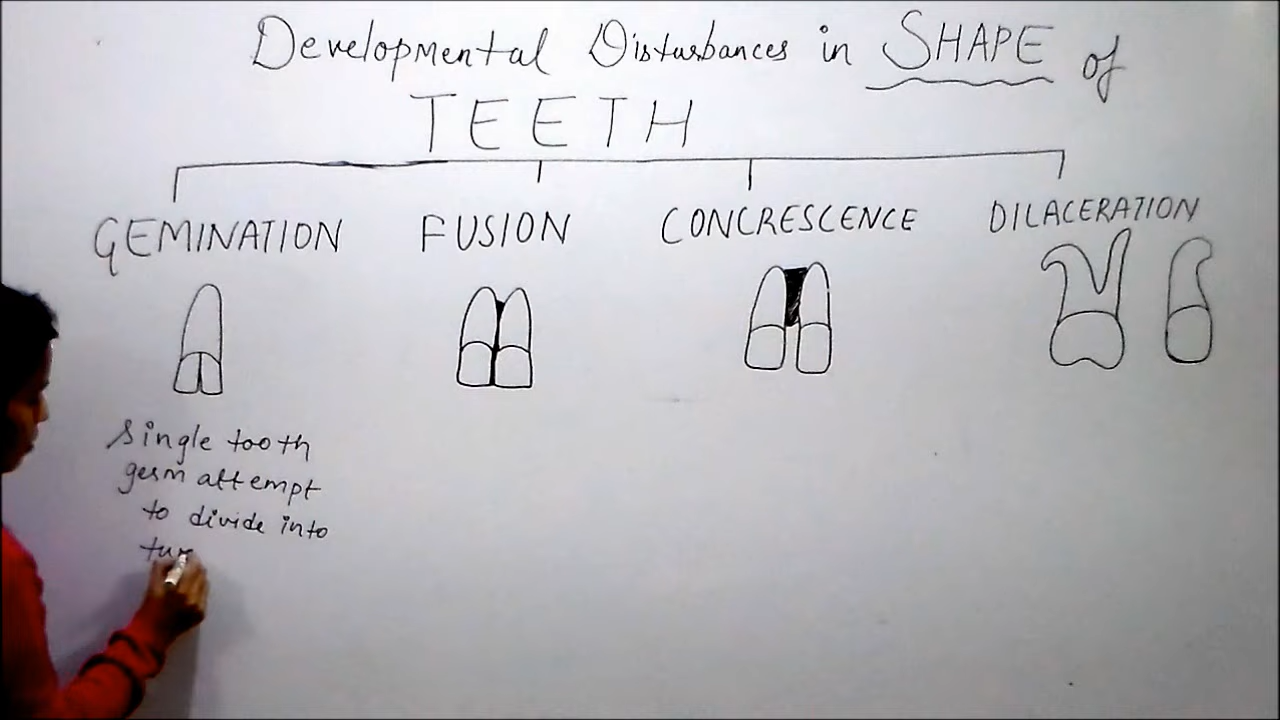 Developmental Disturbances in SHAPE of
TEETH
GEMINATION FUSION CONCRESCENCE DILACERATION
single tooth
germ attempt
to divide into